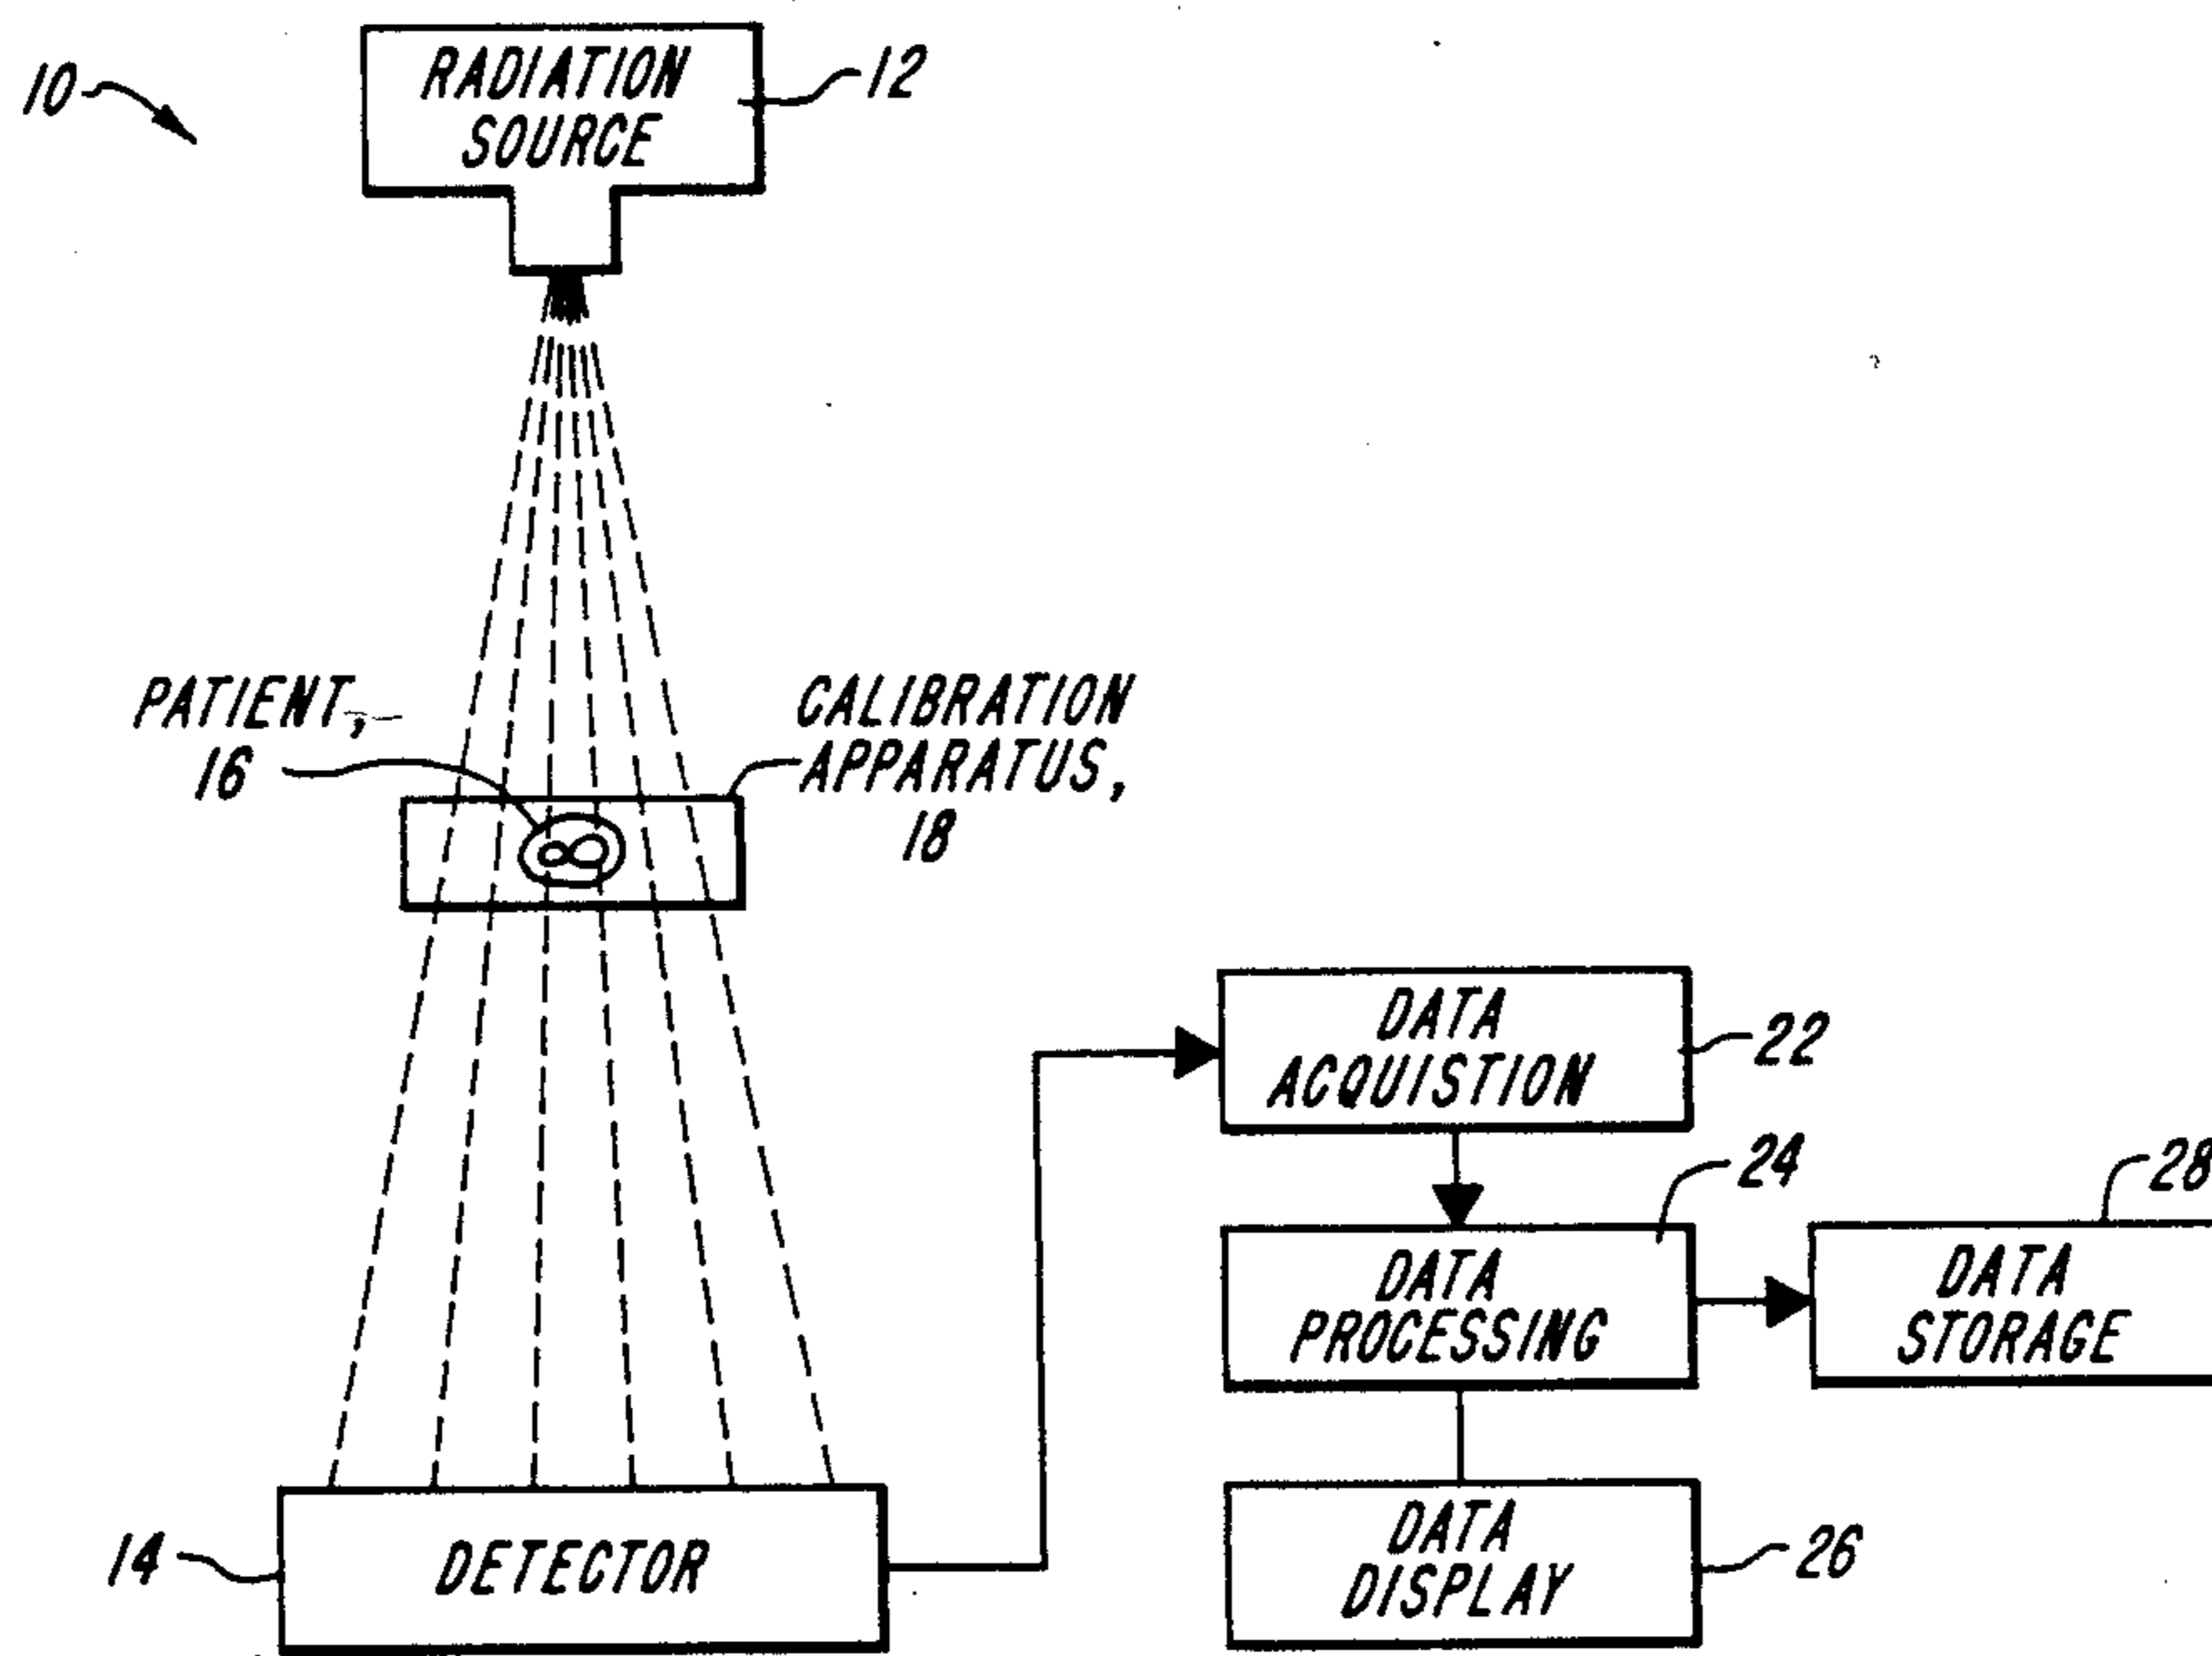 10
RADIATION
SOURCE
12
PATIENT,
16
CALIBRATION
APPARATUS,
18
DATA
ACQUISTION
22
24
28
DATA
PROCESSING
DATA
STORAGE
14
DETECTOR
DATA
DISPLAY
26